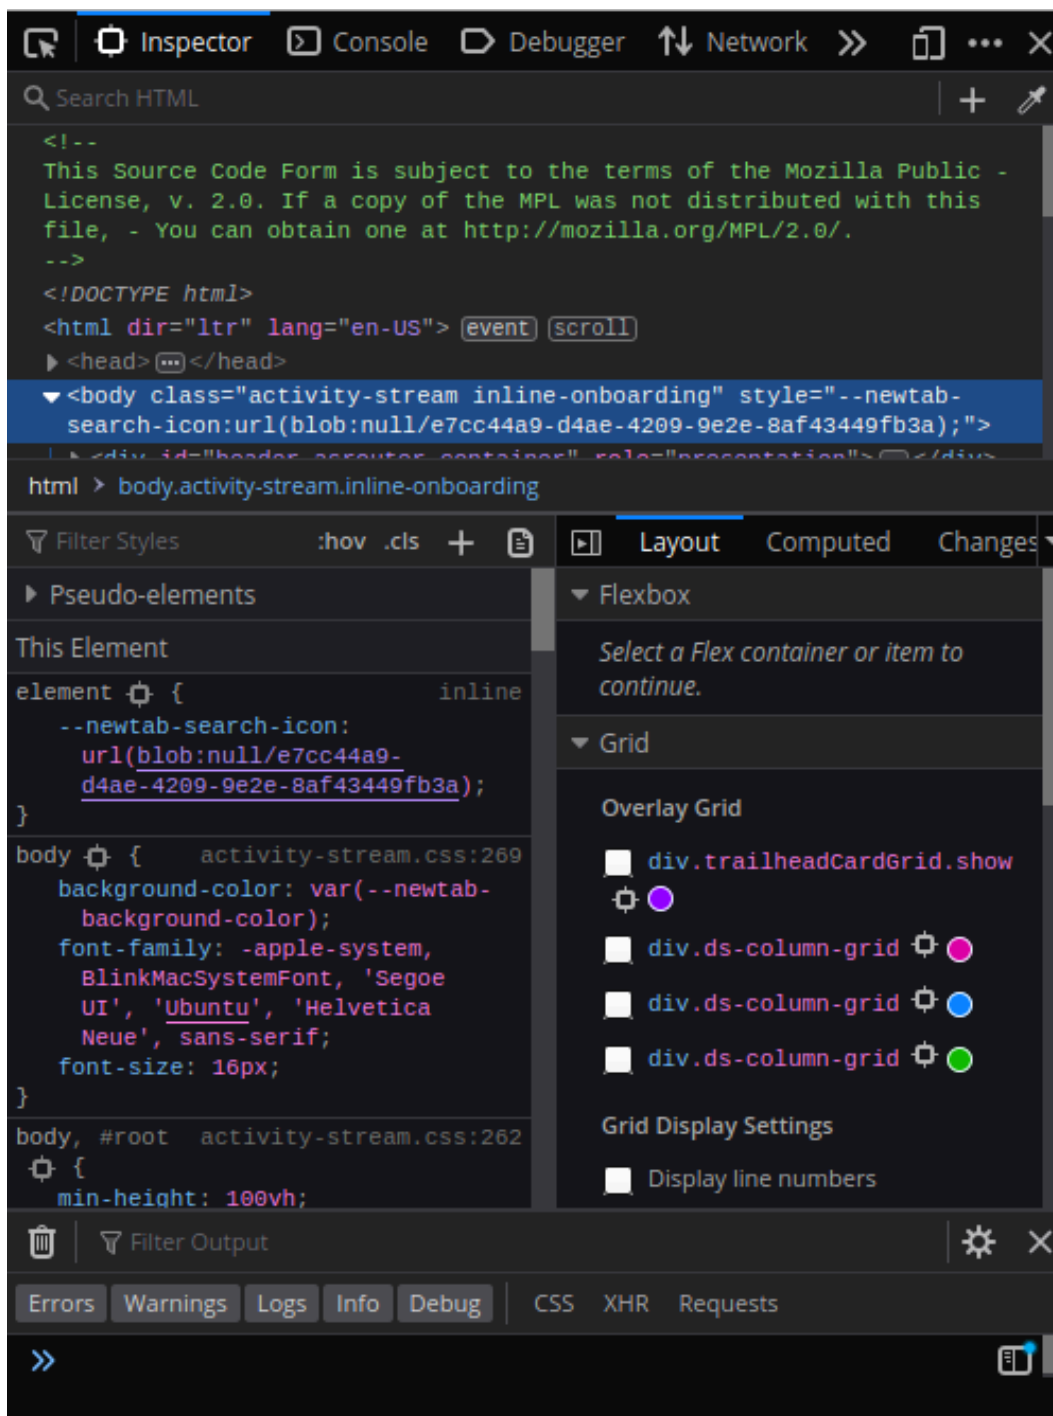 Inspector Console Debugger Network
Search HTML
<!--
This Source Code Form is subject to the terms of the Mozilla Public -
License, v. 2.0. If a copy of the MPL was not distributed with this
file, - You can obtain one at http://mozilla.org/MPL/2.0/.
-->
<!DOCTYPE html>
<html dir="ltr" lang="en-US"> event scroll
<head>…</head>
<body class="activity-stream inline-onboarding" style="--newtab-
search-icon:url(blob:null/e7cc44a9-d4ae-4209-9e2e-8af43449fb3a);">
<div id="header-asrouter-container" role="presentation">…</div>
html > body.activity-stream.inline-onboarding
Filter Styles :hov .cls +
Pseudo-elements
This Element
element { inline
--newtab-search-icon:
url(blob:null/e7cc44a9-
d4ae-4209-9e2e-8af43449fb3a);
}
body { activity-stream.css:269
background-color: var(--newtab-
background-color);
font-family: -apple-system,
BlinkMacSystemFont, 'Segoe
UI', 'Ubuntu', 'Helvetica
Neue', sans-serif;
font-size: 16px;
}
body, #root activity-stream.css:262
{
min-height: 100vh;
Layout Computed Changes
Flexbox
Select a Flex container or item to
continue.
Grid
Overlay Grid
div.trailheadCardGrid.show
div.ds-column-grid
div.ds-column-grid
div.ds-column-grid
Grid Display Settings
Display line numbers
Filter Output
Errors Warnings Logs Info Debug CSS XHR Requests